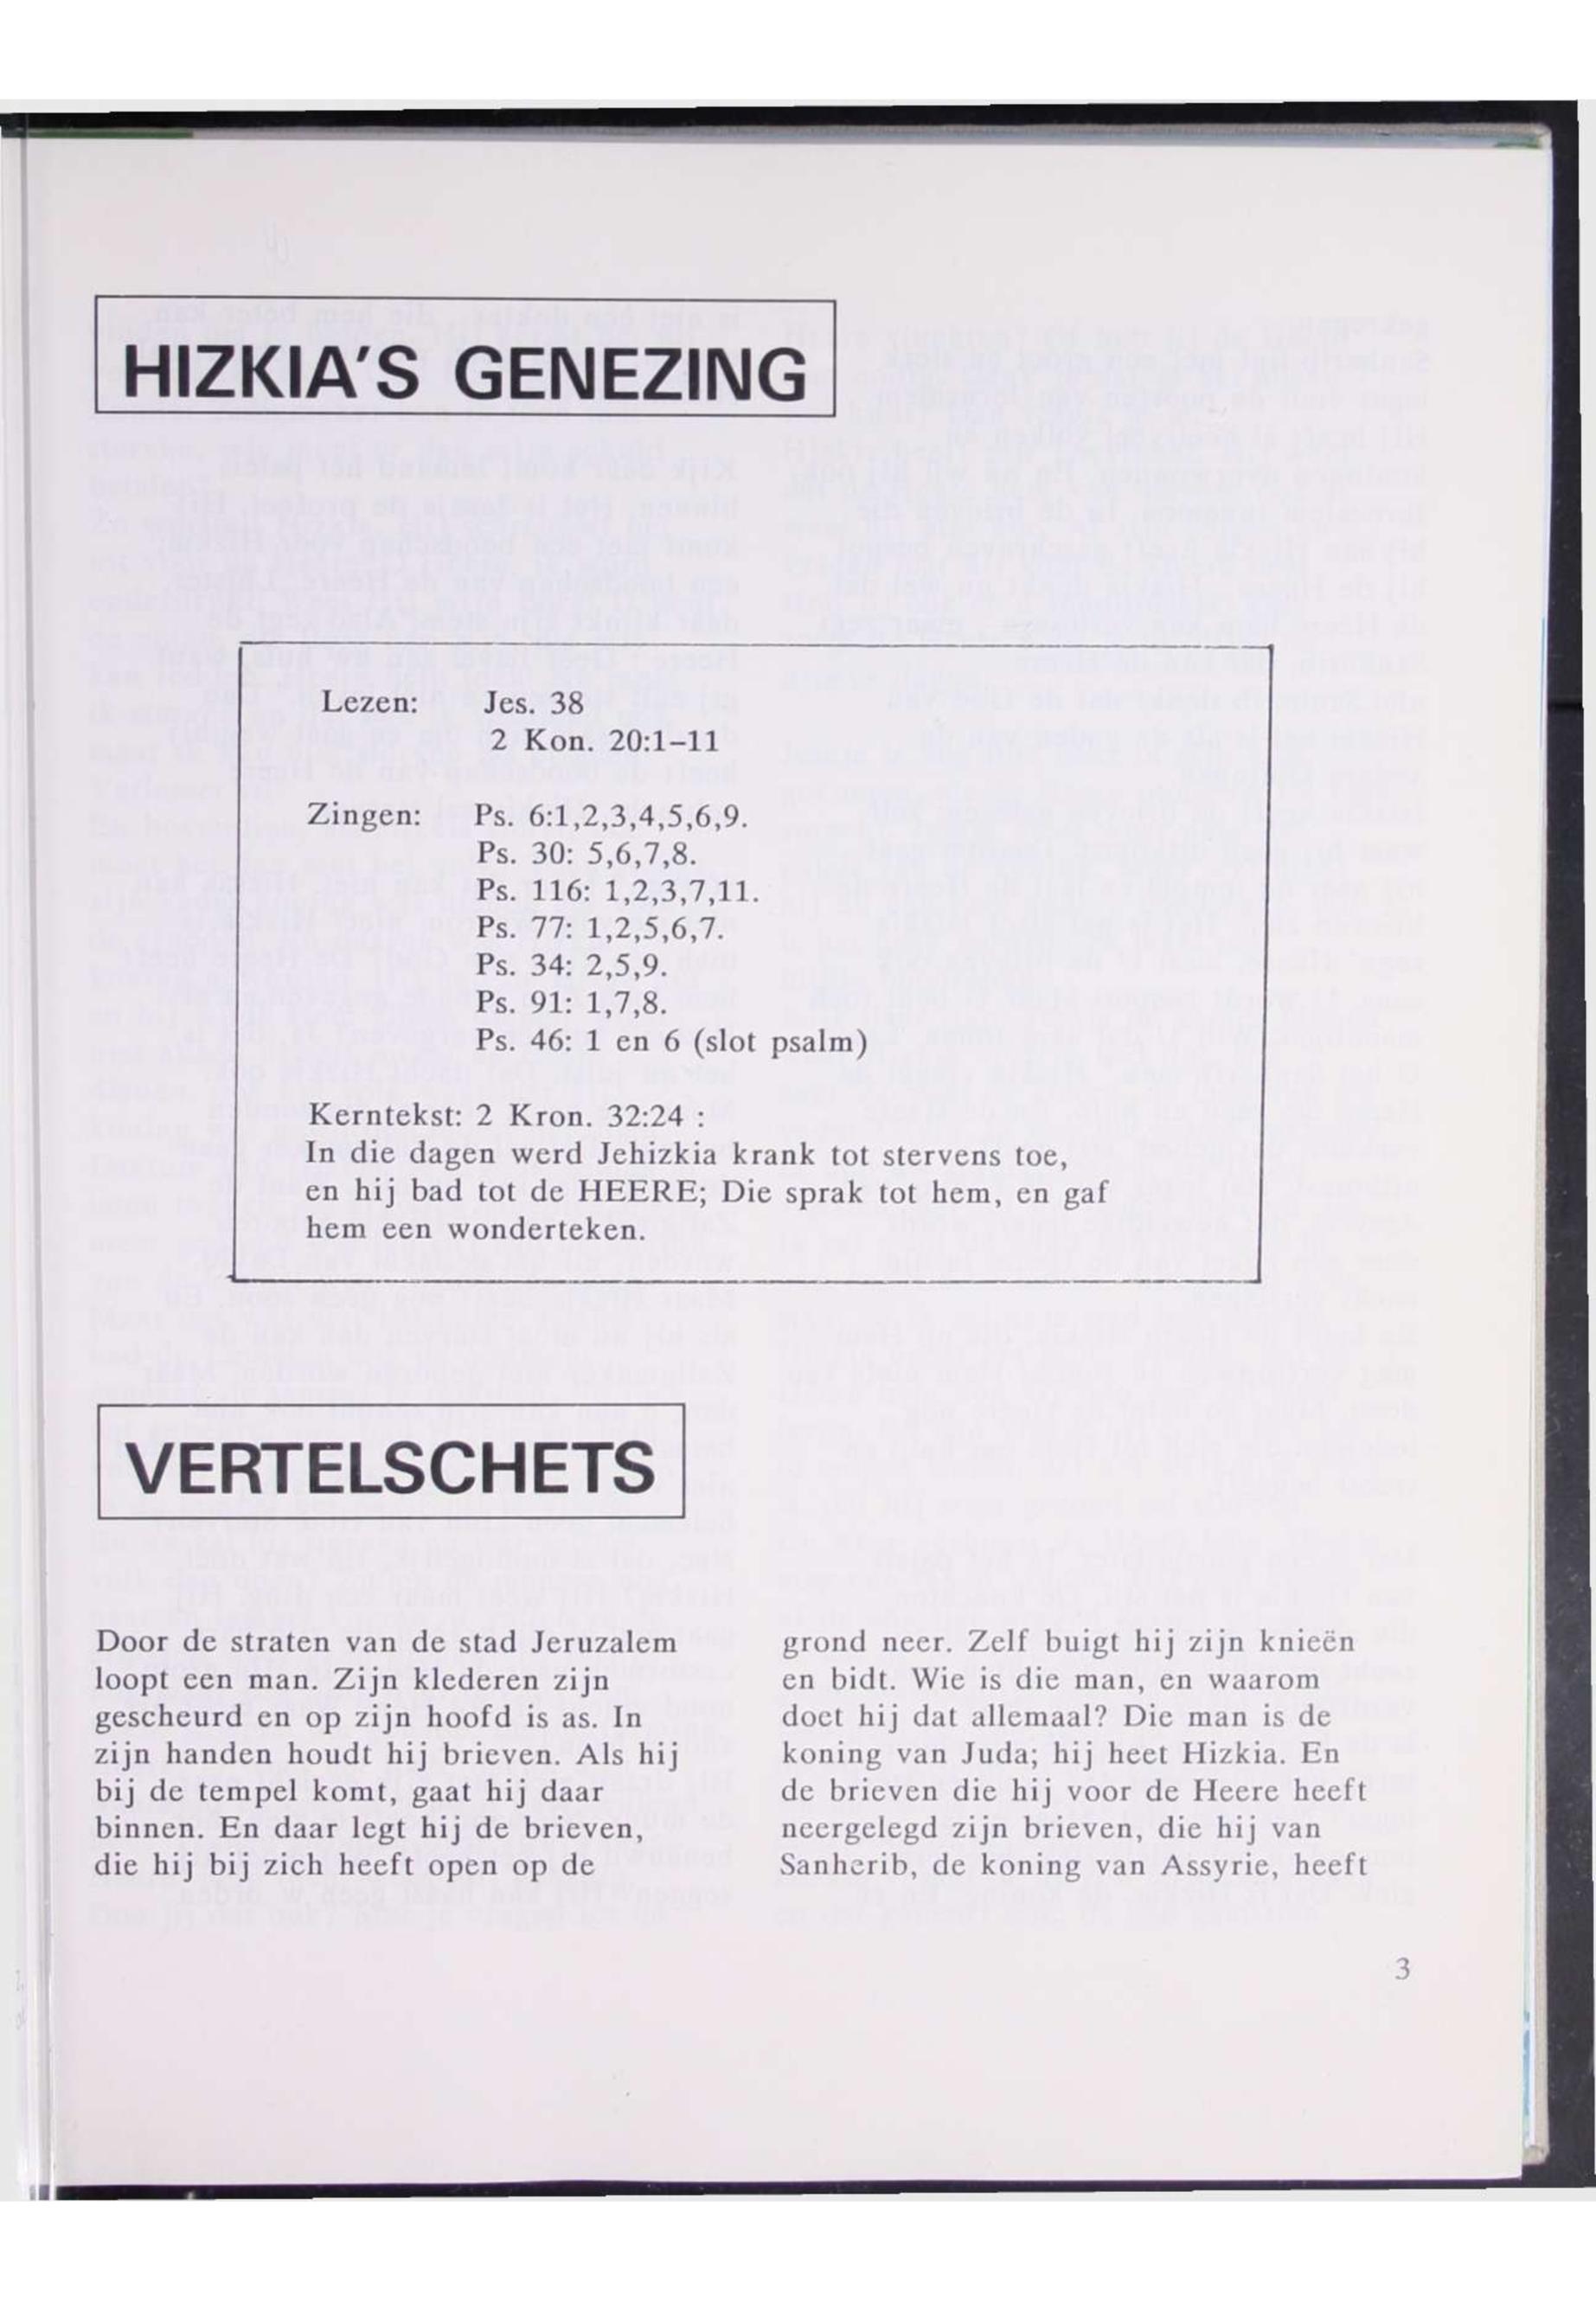 HIZKIA'S GENEZING
Lezen: Jes. 38
2 Kon. 20:1–11
Zingen: Ps. 6:1,2,3,4,5,6,9.
Ps. 30: 5,6,7,8.
Ps. 116: 1,2,3,7,11.
Ps. 77: 1,2,5,6,7.
Ps. 34: 2,5,9.
Ps. 91: 1,7,8.
Ps. 46: 1 en 6 (slot psalm)
Kerntekst: 2 Kron. 32:24 :
In die dagen werd Jehizkia krank tot stervens toe,
en hij bad tot de HEERE; Die sprak tot hem, en gaf
hem een wonderteken.
VERTELSCHETS
Door de straten van de stad Jeruzalem
loopt een man. Zijn klederen zijn
gescheurd en op zijn hoofd is as. In
zijn handen houdt hij brieven. Als hij
bij de tempel komt, gaat hij daar
binnen. En daar legt hij de brieven,
die hij bij zich heeft open op de
grond neer. Zelf buigt hij zijn knieën
en bidt. Wie is die man, en waarom
doet hij dat allemaal? Die man is de
koning van Juda; hij heet Hizkia. En
de brieven die hij voor de Heere heeft
neergelegd zijn brieven, die hij van
Sanherib, de koning van Assyrie, heeft
3